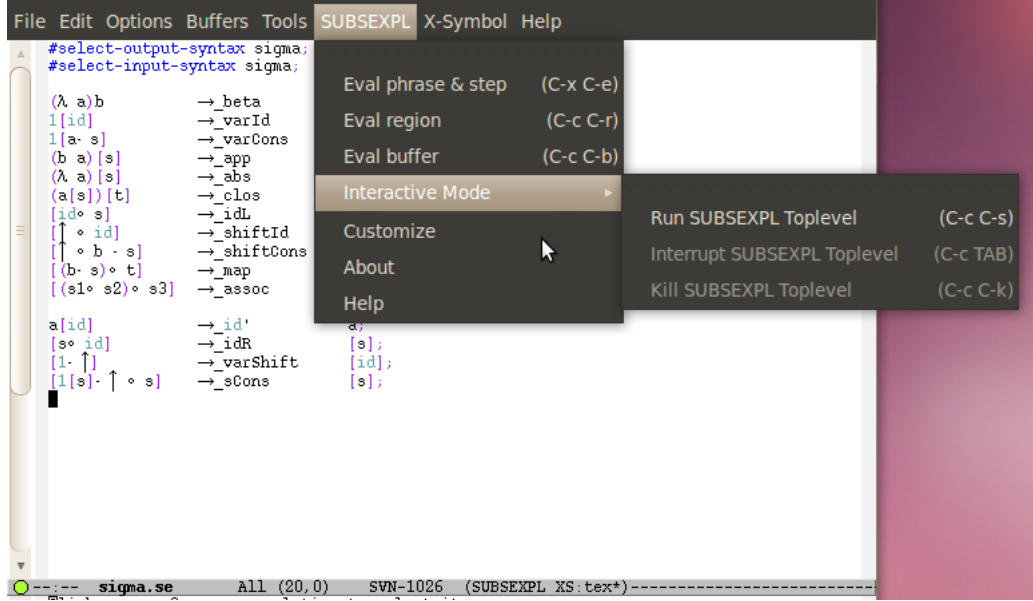 File Edit Options Buffers Tools SUBSEXPL X-Symbol Help
#select-output-syntax sigma;
#select-input-syntax sigma;
(λ a)b →_beta
1[id] →_varId
1[a· s] →_varCons
(b a)[s] →_app
(λ a)[s] →_abs
(a[s])[t] →_clos
[id∘ s] →_idL
[↑ ∘ id] →_shiftId
[↑ ∘ b · s] →_shiftCons
[(b· s)∘ t] →_map
[(s1∘ s2)∘ s3] →_assoc
a[id] →_id' a;
[s∘ id] →_idR [s];
[1· ↑] →_varShift [id];
[1[s]· ↑ ∘ s] →_sCons [s];
Eval phrase & step (C-x C-e)
Eval region (C-c C-r)
Eval buffer (C-c C-b)
Interactive Mode ▸
Customize
About
Help
Run SUBSEXPL Toplevel (C-c C-s)
Interrupt SUBSEXPL Toplevel (C-c TAB)
Kill SUBSEXPL Toplevel (C-c C-k)
--:-- sigma.se All (20,0) SVN-1026 (SUBSEXPL XS:tex*)--------------------------